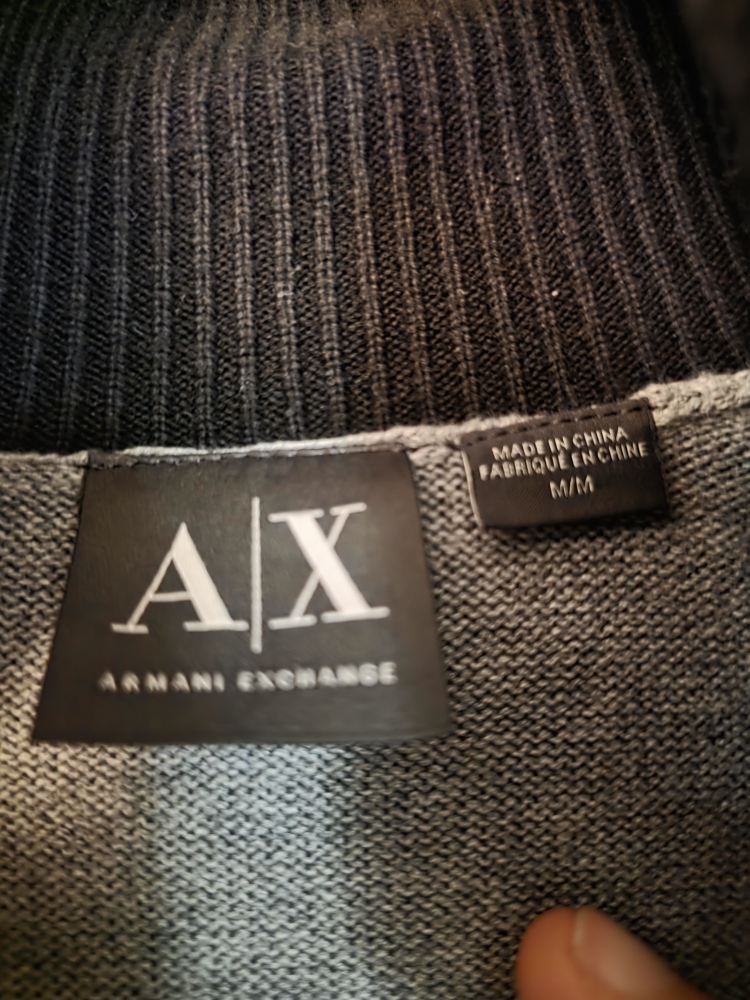 A|X
ARMANI EXCHANGE
MADE IN CHINA
FABRIQUÉ EN CHINE
M/M